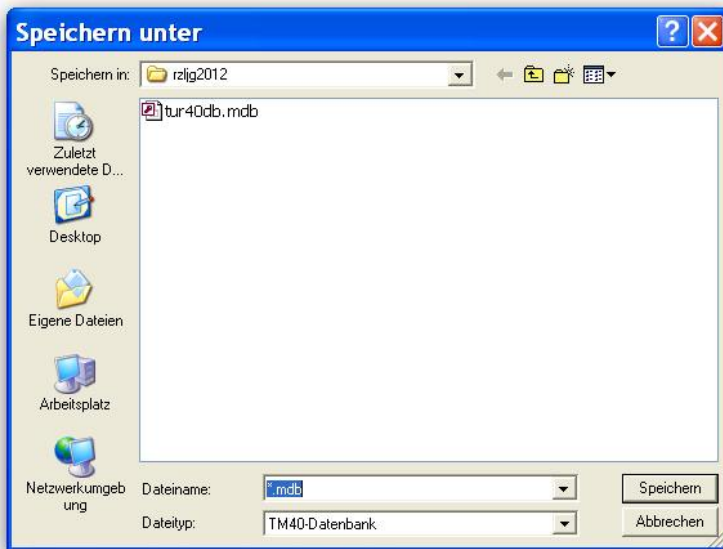 Speichern unter
Speichern in: rzljg2012
tur40db.mdb
Zuletzt
verwendete D...
Desktop
Eigene Dateien
Arbeitsplatz
Netzwerkumgeb
ung
Dateiname: *.mdb Speichern
Dateityp: TM40-Datenbank Abbrechen